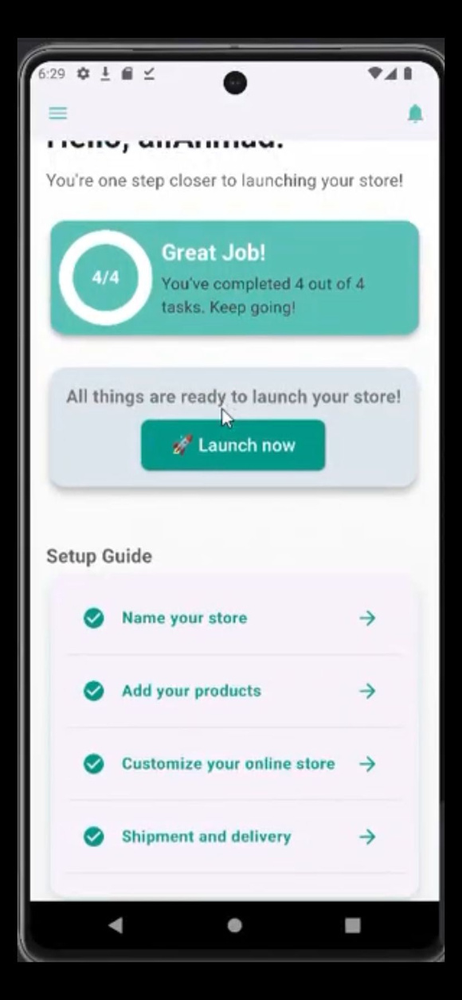 6:29
You're one step closer to launching your store!
4/4
Great Job!
You've completed 4 out of 4
tasks. Keep going!
All things are ready to launch your store!
🚀 Launch now
Setup Guide
Name your store
Add your products
Customize your online store
Shipment and delivery